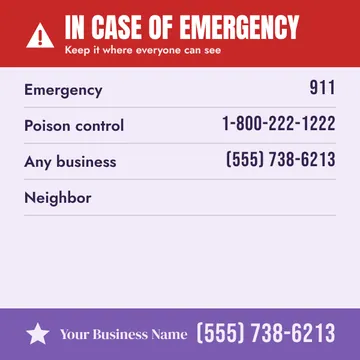 IN CASE OF EMERGENCY
Keep it where everyone can see
Emergency 911
Poison control 1-800-222-1222
Any business (555) 738-6213
Neighbor
Your Business Name (555) 738-6213